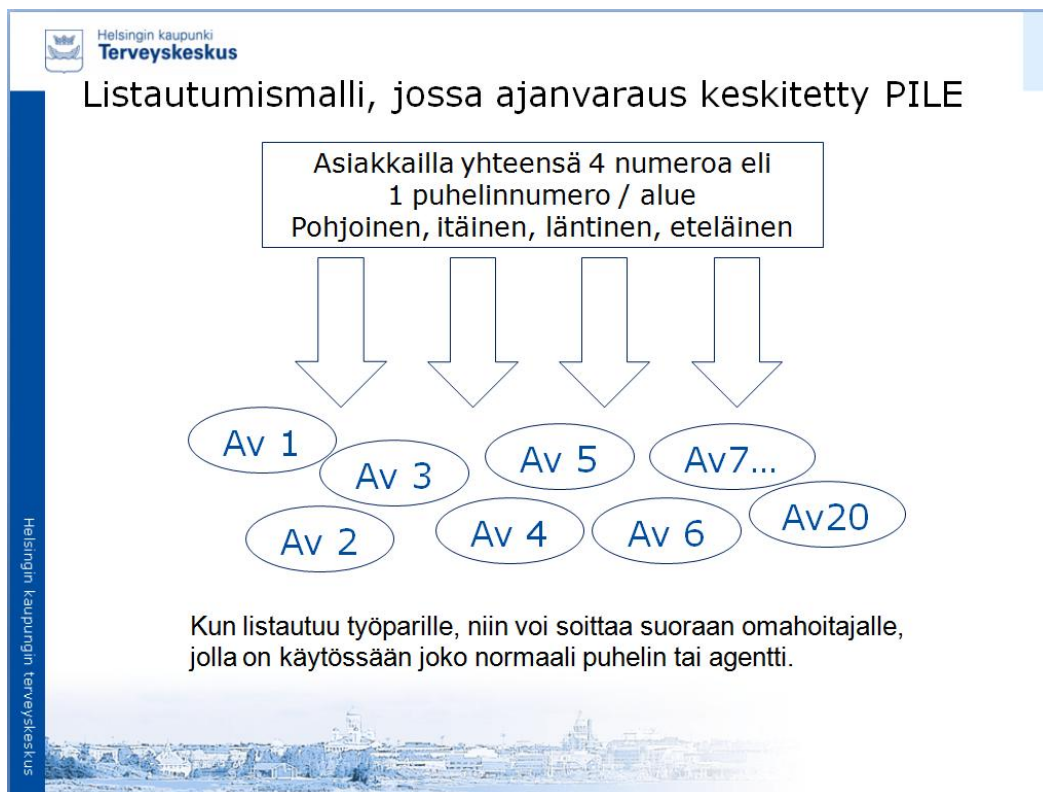 Helsingin kaupunki
Terveyskeskus
Listautumismalli, jossa ajanvaraus keskitetty PILE
Asiakkailla yhteensä 4 numeroa eli
1 puhelinnumero / alue
Pohjoinen, itäinen, läntinen, eteläinen
Av 1
Av 3
Av 5
Av7...
Av 2
Av 4
Av 6
Av20
Kun listautuu työparille, niin voi soittaa suoraan omahoitajalle,
jolla on käytössään joko normaali puhelin tai agentti.
Helsingin kaupungin terveyskeskus